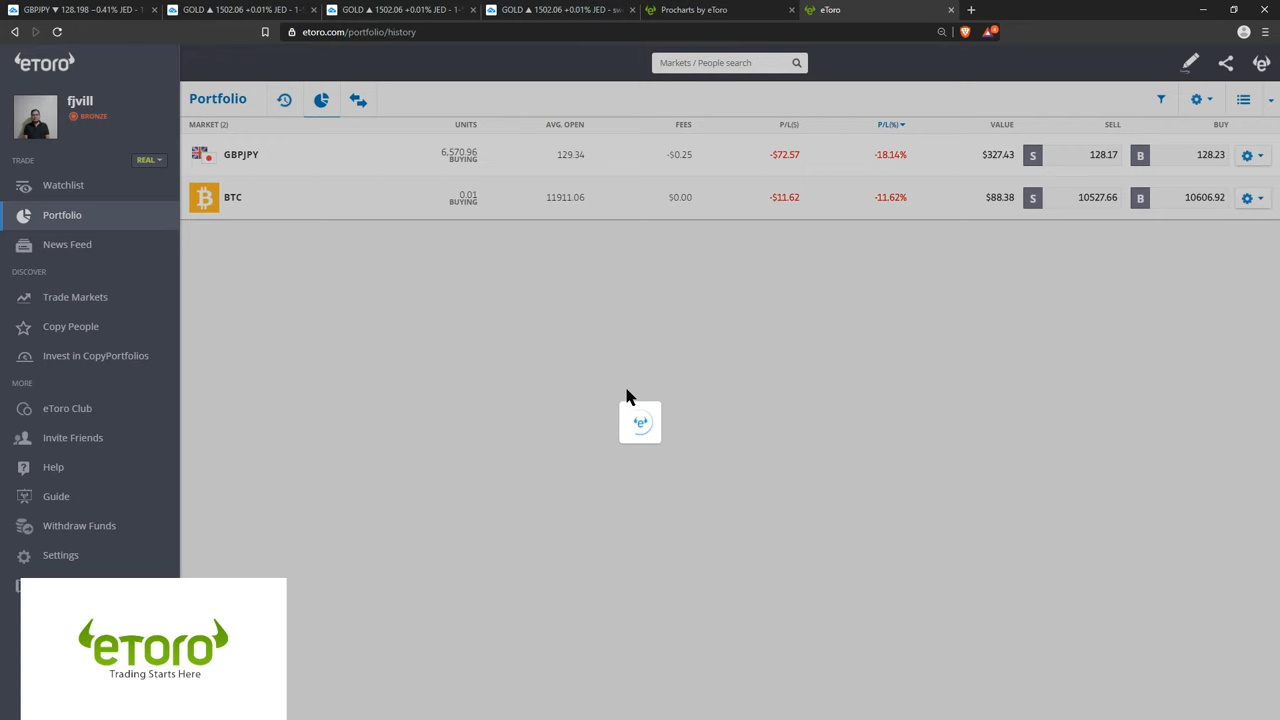 GBPJPY ▼ 128.198 −0.41% JED - 1
GOLD ▲ 1502.06 +0.01% JED - 1-
GOLD ▲ 1502.06 +0.01% JED - 1-
GOLD ▲ 1502.06 +0.01% JED - sw
Procharts by eToro
eToro
etoro.com/portfolio/history
eTORO
Markets / People search
fjvill
BRONZE
TRADE
REAL
Watchlist
Portfolio
News Feed
DISCOVER
Trade Markets
Copy People
Invest in CopyPortfolios
MORE
eToro Club
Invite Friends
Help
Guide
Withdraw Funds
Settings
Portfolio
MARKET (2) UNITS AVG. OPEN FEES P/L($) P/L(%) VALUE SELL BUY
GBPJPY 6,570.96 129.34 -$0.25 -$72.57 -18.14% $327.43 S 128.17 B 128.23
BUYING
BTC 0.01 11911.06 $0.00 -$11.62 -11.62% $88.38 S 10527.66 B 10606.92
BUYING
eTORO
Trading Starts Here